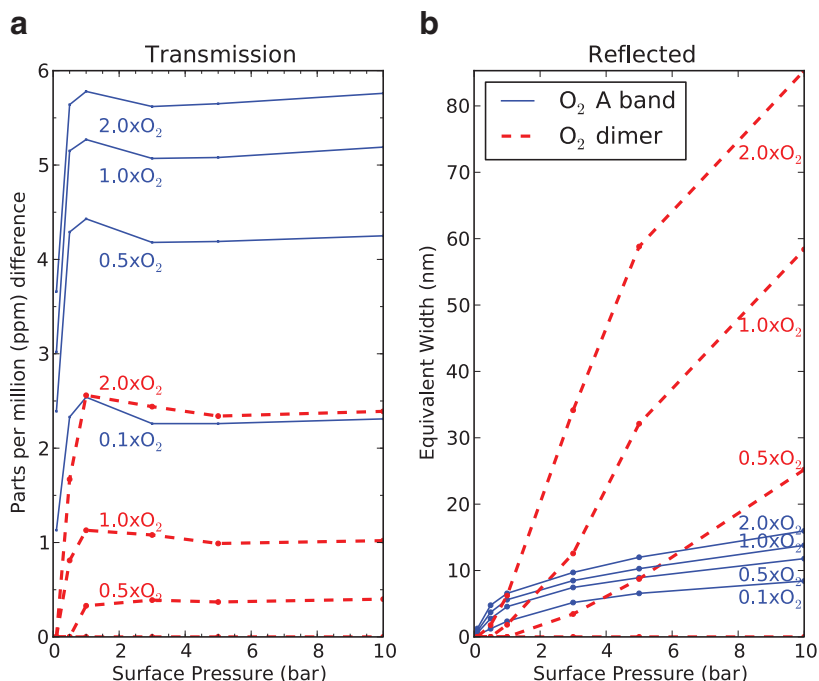 a
Transmission
6
5
4
3
2
1
0
Parts per million (ppm) difference
2.0xO₂
1.0xO₂
0.5xO₂
2.0xO₂
0.1xO₂
1.0xO₂
0.5xO₂
0 2 4 6 8 10
Surface Pressure (bar)
b
Reflected
O₂ A band
O₂ dimer
80
70
60
50
40
30
20
10
0
Equivalent Width (nm)
2.0xO₂
1.0xO₂
0.5xO₂
2.0xO₂
1.0xO₂
0.5xO₂
0.1xO₂
0 2 4 6 8 10
Surface Pressure (bar)